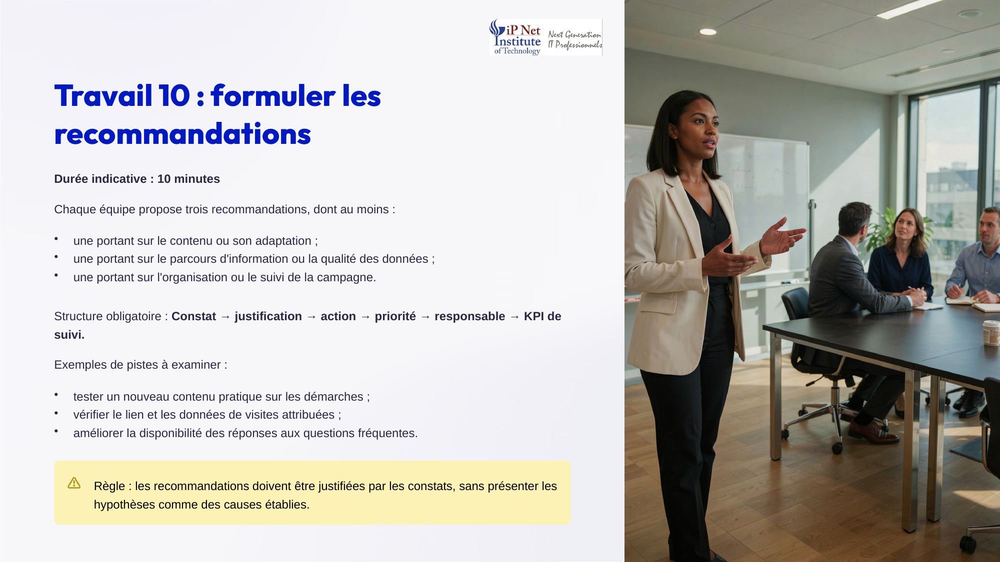 iP Net
Institute
of Technology
Next Generation
IT Professionnels
Travail 10 : formuler les
recommandations
Durée indicative : 10 minutes
Chaque équipe propose trois recommandations, dont au moins :
• une portant sur le contenu ou son adaptation ;
• une portant sur le parcours d'information ou la qualité des données ;
• une portant sur l'organisation ou le suivi de la campagne.
Structure obligatoire : Constat → justification → action → priorité → responsable → KPI de
suivi.
Exemples de pistes à examiner :
• tester un nouveau contenu pratique sur les démarches ;
• vérifier le lien et les données de visites attribuées ;
• améliorer la disponibilité des réponses aux questions fréquentes.
Règle : les recommandations doivent être justifiées par les constats, sans présenter les
hypothèses comme des causes établies.